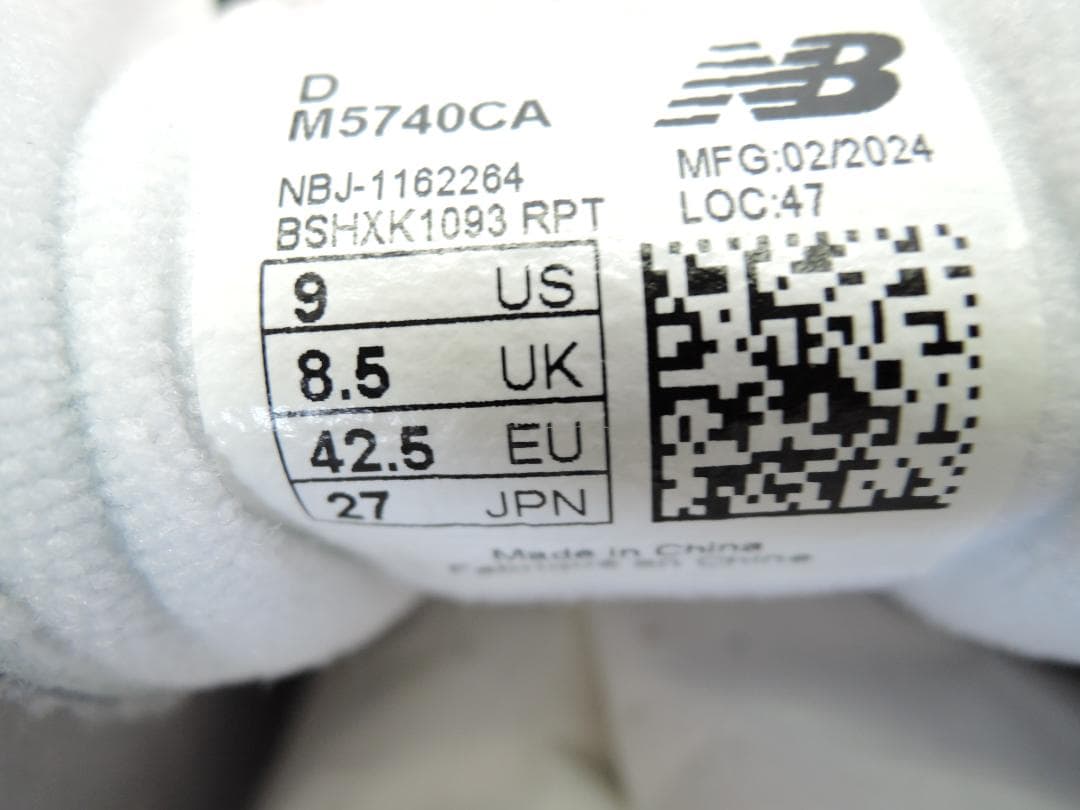 D
M5740CA
NBJ-1162264
BSHXK1093 RPT
9 US
8.5 UK
42.5 EU
27 JPN
NB
MFG:02/2024
LOC:47
Made in China
Fabriqué en Chine